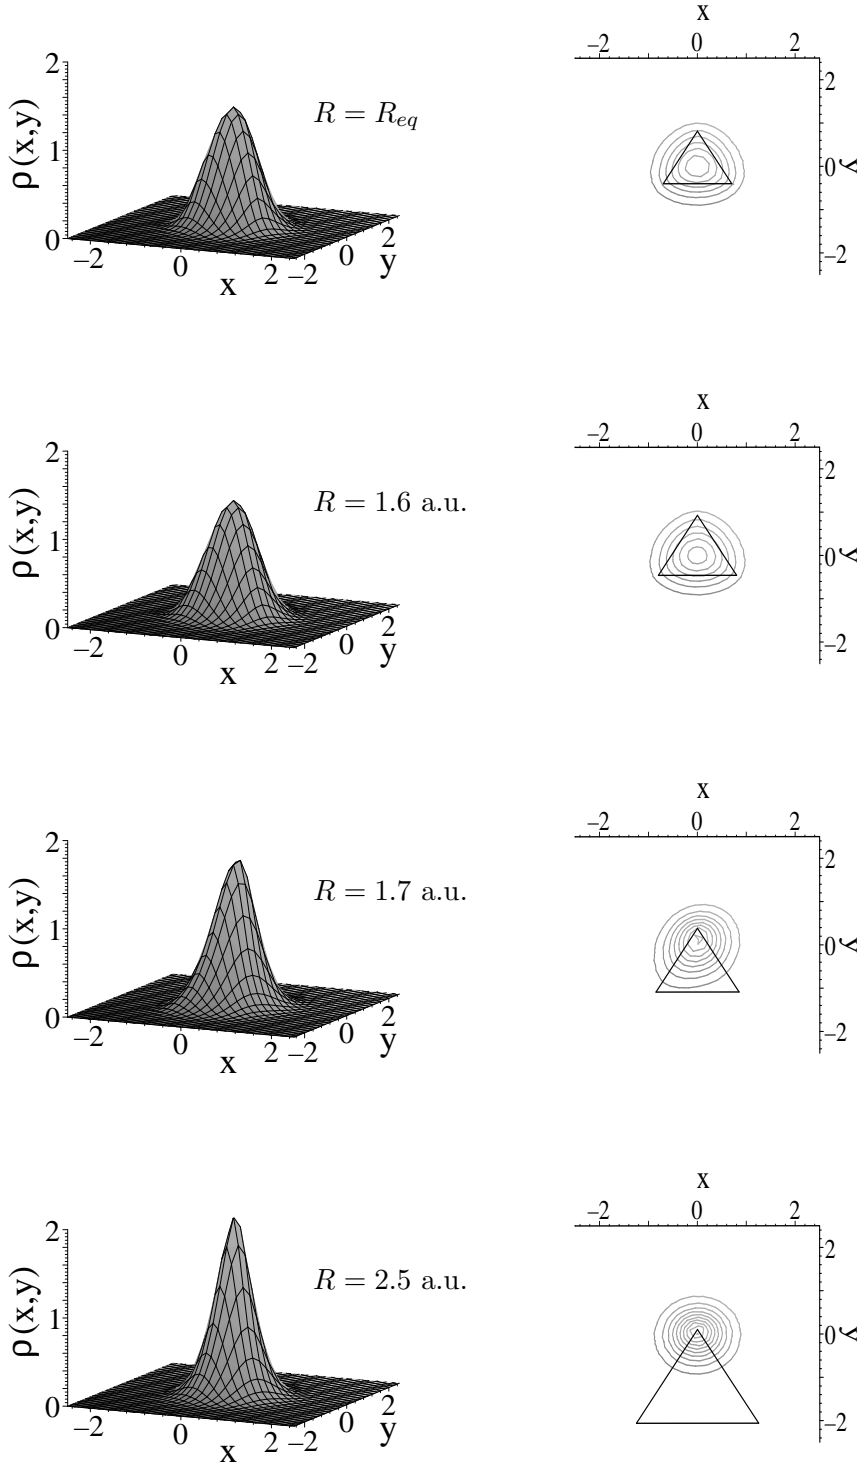 x
−2 0 2
2
1
0
ρ(x,y)
R = R_eq
−2 0 2 −2 0 2
x y
2
0
−2
y
x
−2 0 2
2
1
0
ρ(x,y)
R = 1.6 a.u.
−2 0 2 −2 0 2
x y
2
0
−2
y
x
−2 0 2
2
1
0
ρ(x,y)
R = 1.7 a.u.
−2 0 2 −2 0 2
x y
2
0
−2
y
x
−2 0 2
2
1
0
ρ(x,y)
R = 2.5 a.u.
−2 0 2 −2 0 2
x y
2
0
−2
y